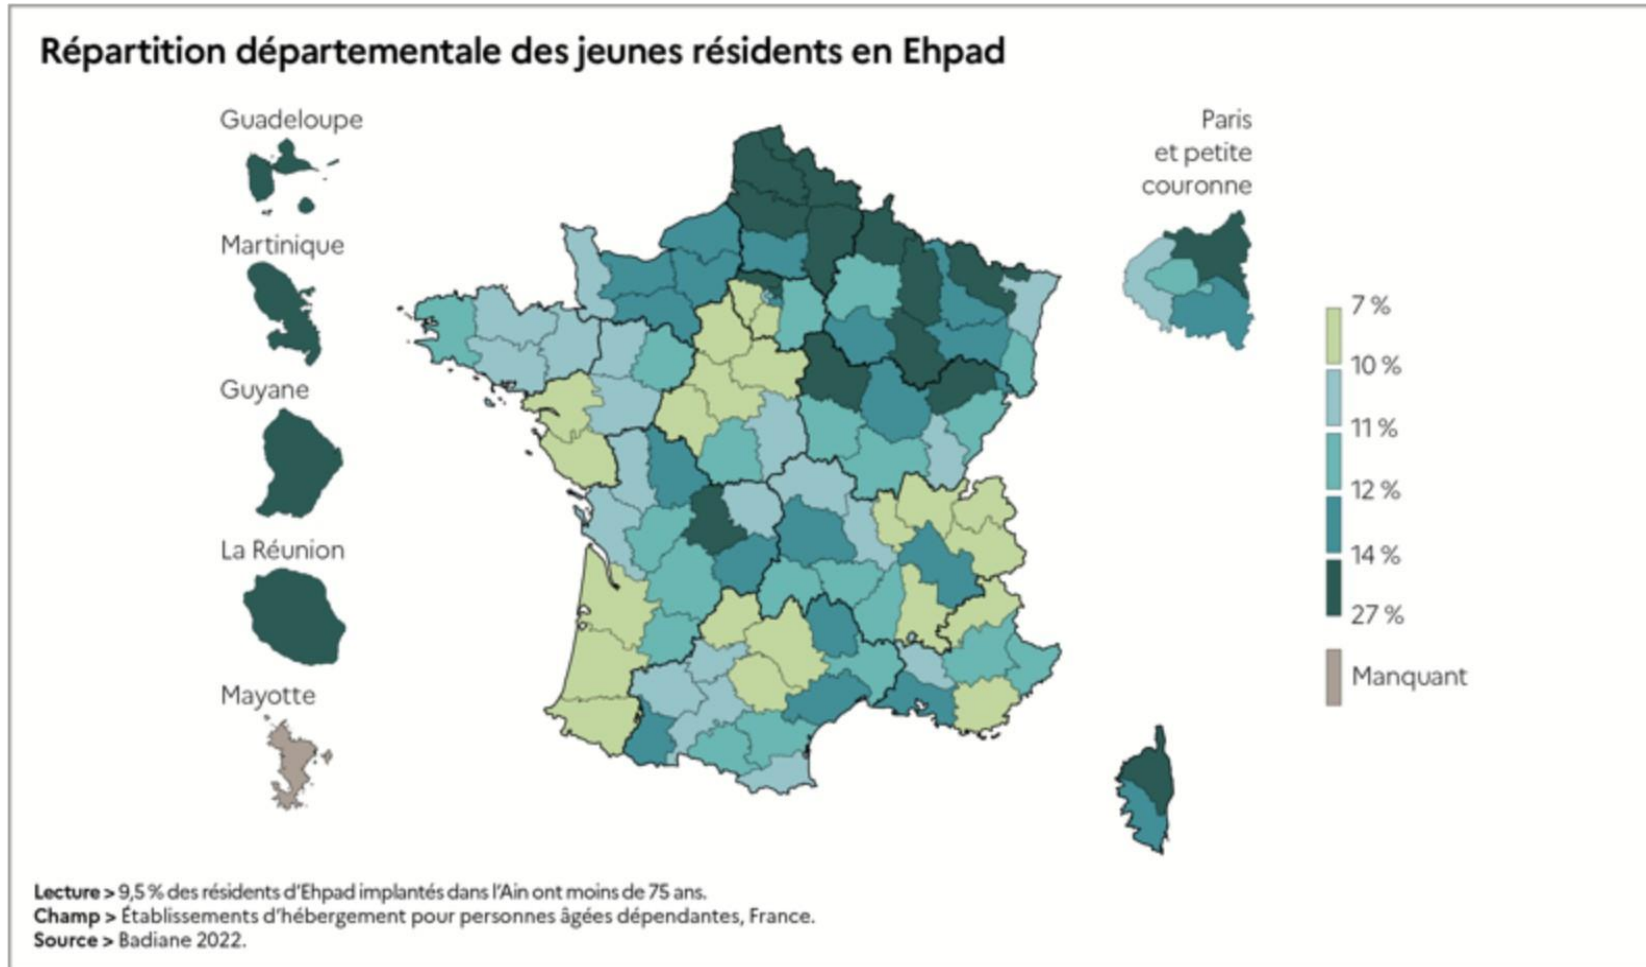 Répartition départementale des jeunes résidents en Ehpad
Guadeloupe
Martinique
Guyane
La Réunion
Mayotte
Paris
et petite
couronne
7 %
10 %
11 %
12 %
14 %
27 %
Manquant
Lecture > 9,5 % des résidents d’Ehpad implantés dans l’Ain ont moins de 75 ans.
Champ > Établissements d’hébergement pour personnes âgées dépendantes, France.
Source > Badiane 2022.